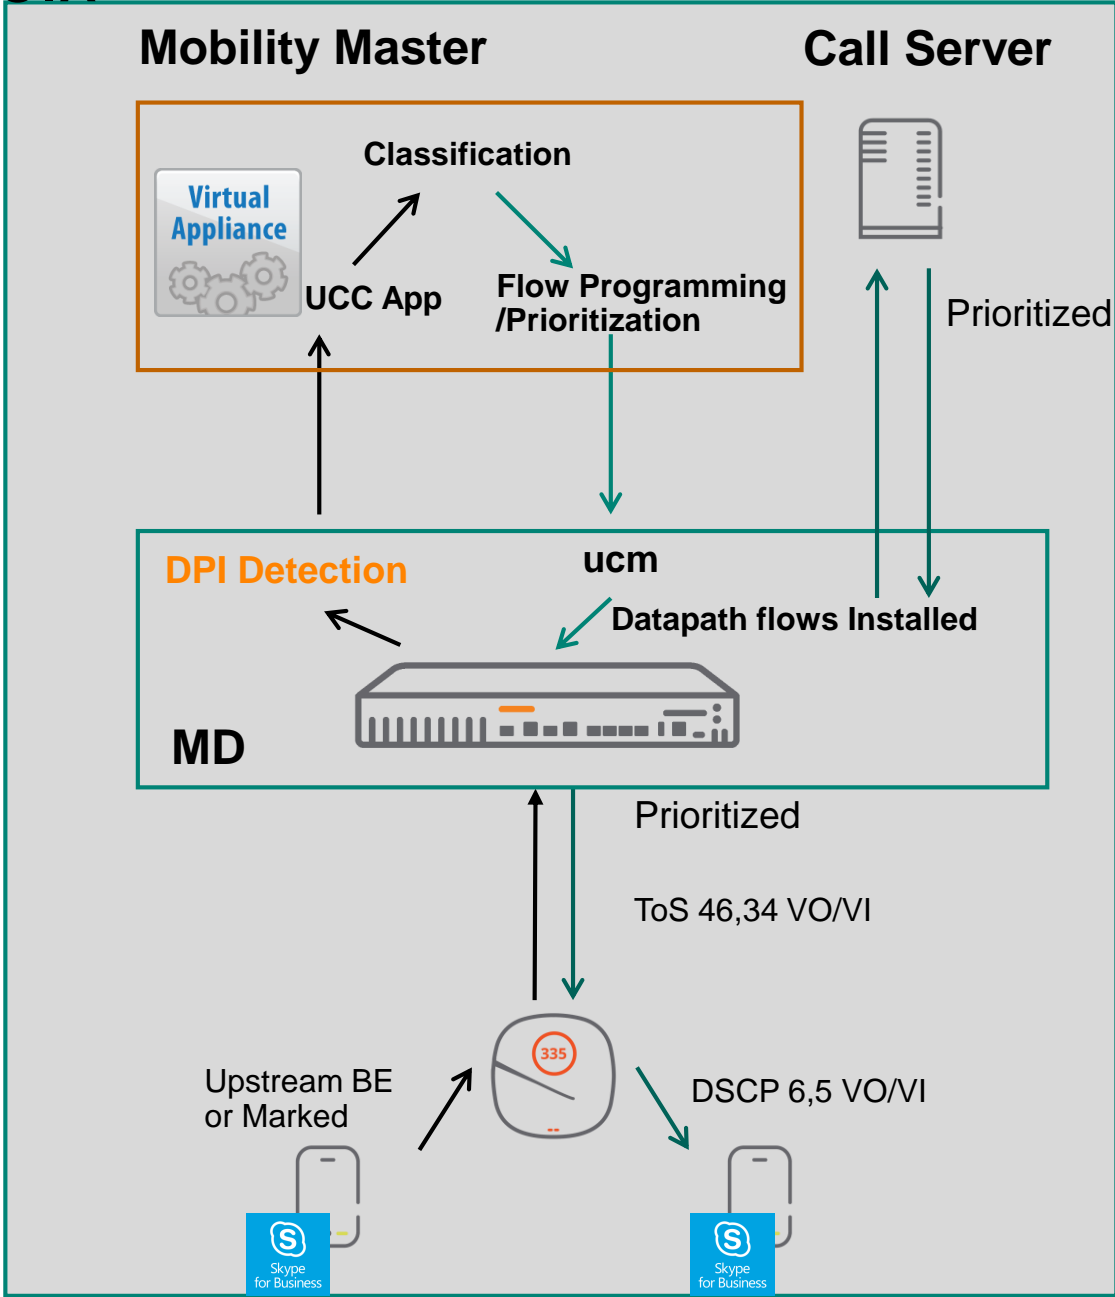 Mobility Master
Call Server
Classification
Virtual
Appliance
UCC App
Flow Programming
/Prioritization
Prioritized
DPI Detection
ucm
Datapath flows Installed
MD
Prioritized
ToS 46,34 VO/VI
335
Upstream BE
or Marked
DSCP 6,5 VO/VI
S
Skype
for Business
S
Skype
for Business